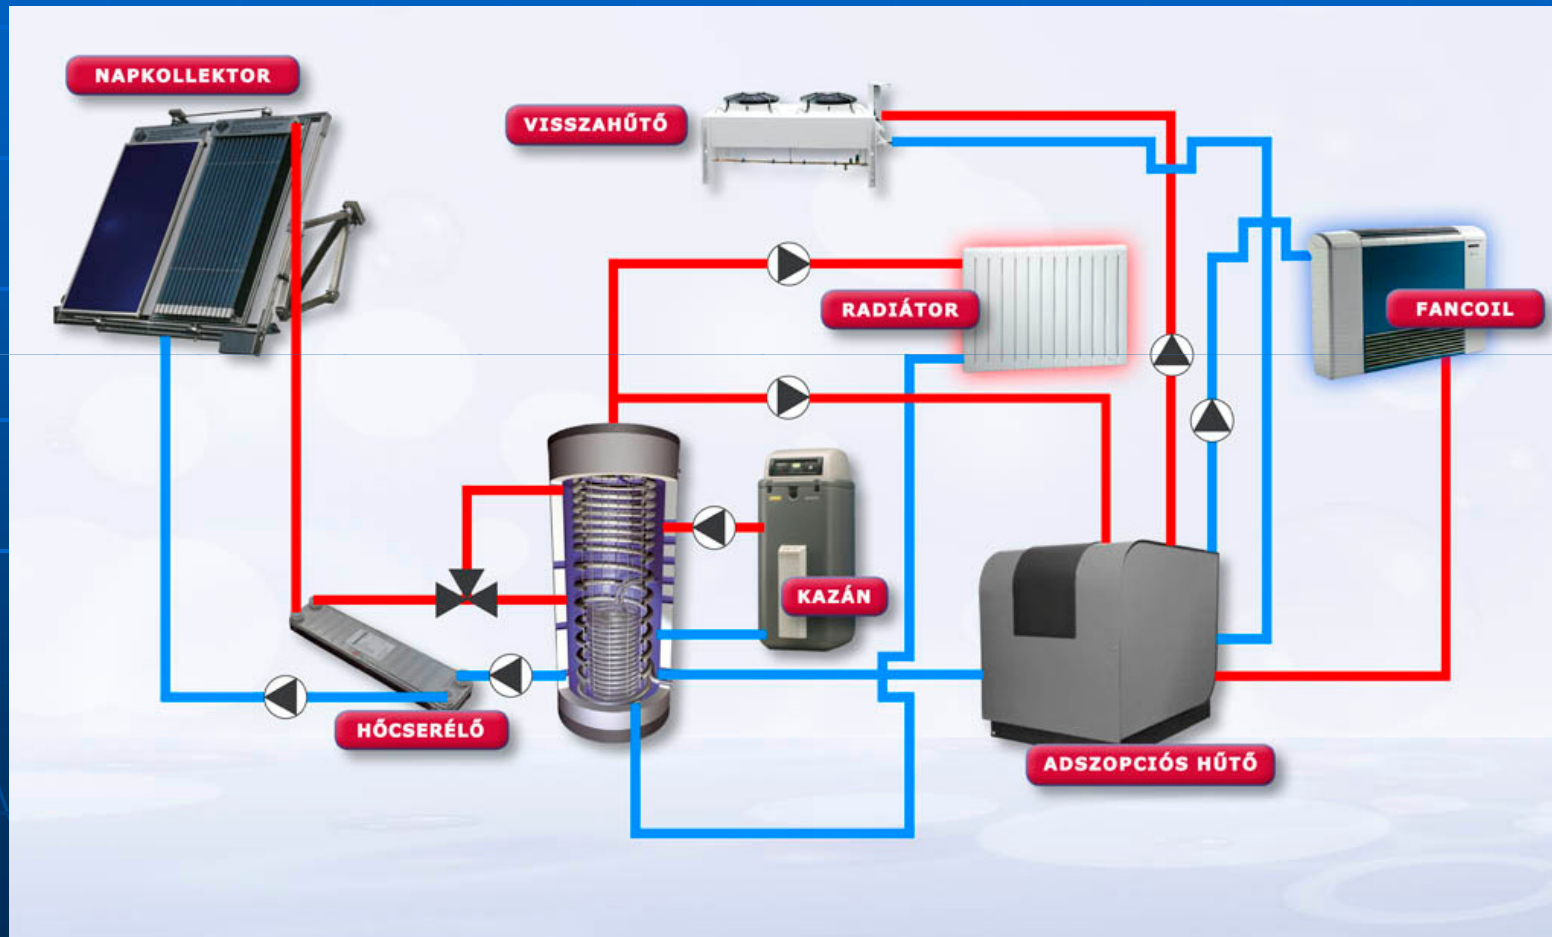 NAPKOLLEKTOR
VISSZAHŰTŐ
RADIÁTOR
FANCOIL
KAZÁN
HŐCSERÉLŐ
ADSZOPCIÓS HŰTŐ